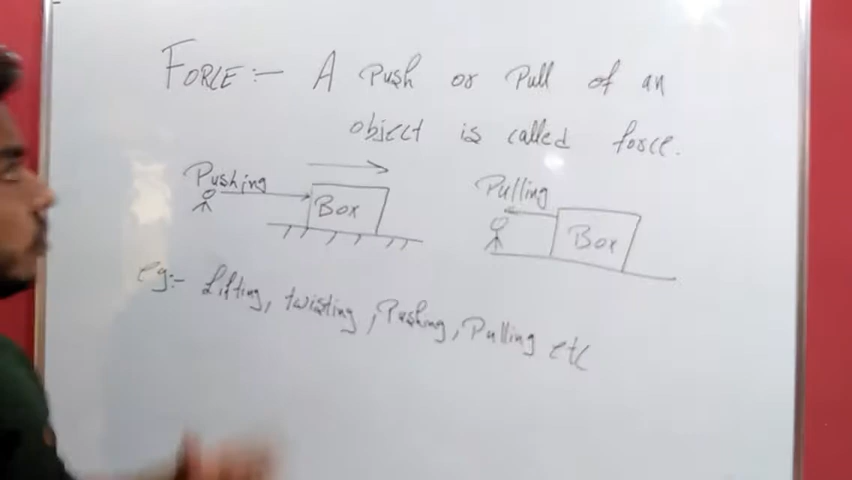 FORCE :- A Push or Pull of an
object is called force.
Pushing
Box
Pulling
Box
eg:- Lifting, twisting, Pushing, Pulling etc